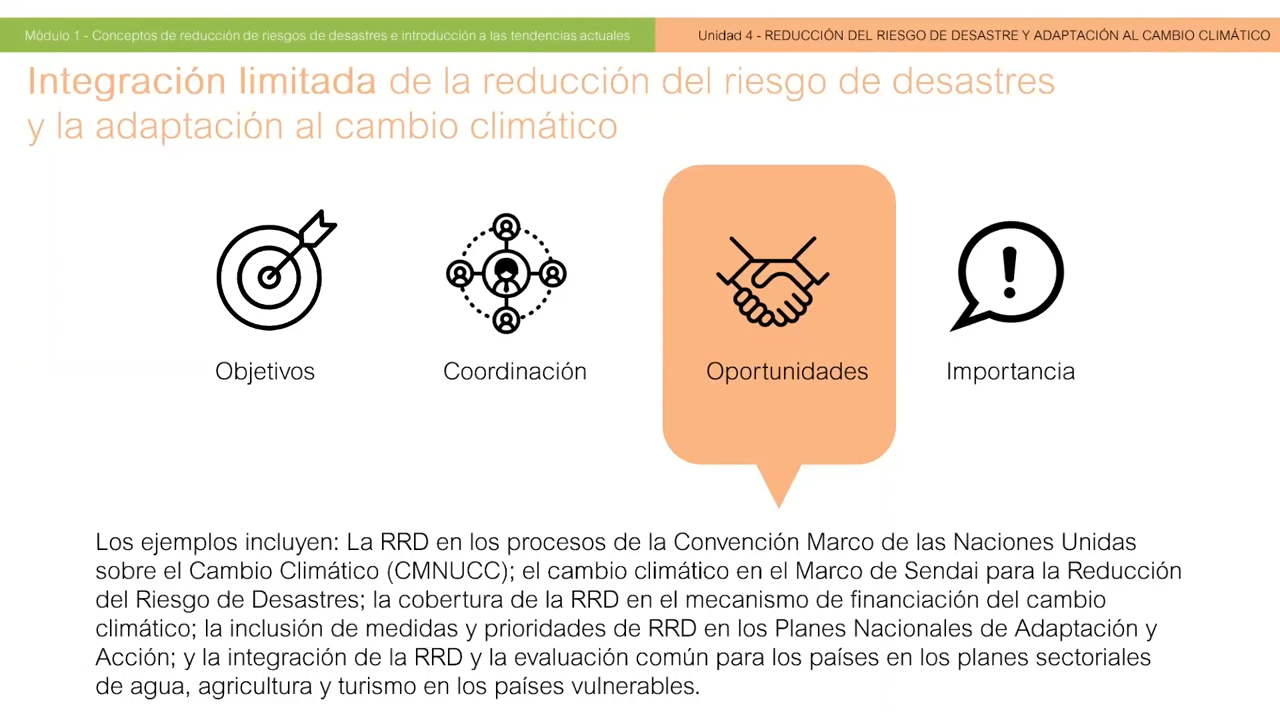 Módulo 1 - Conceptos de reducción de riesgos de desastres e introducción a las tendencias actuales
Unidad 4 - REDUCCIÓN DEL RIESGO DE DESASTRE Y ADAPTACIÓN AL CAMBIO CLIMÁTICO
Integración limitada de la reducción del riesgo de desastres
y la adaptación al cambio climático
Objetivos
Coordinación
Oportunidades
Importancia
Los ejemplos incluyen: La RRD en los procesos de la Convención Marco de las Naciones Unidas
sobre el Cambio Climático (CMNUCC); el cambio climático en el Marco de Sendai para la Reducción
del Riesgo de Desastres; la cobertura de la RRD en el mecanismo de financiación del cambio
climático; la inclusión de medidas y prioridades de RRD en los Planes Nacionales de Adaptación y
Acción; y la integración de la RRD y la evaluación común para los países en los planes sectoriales
de agua, agricultura y turismo en los países vulnerables.